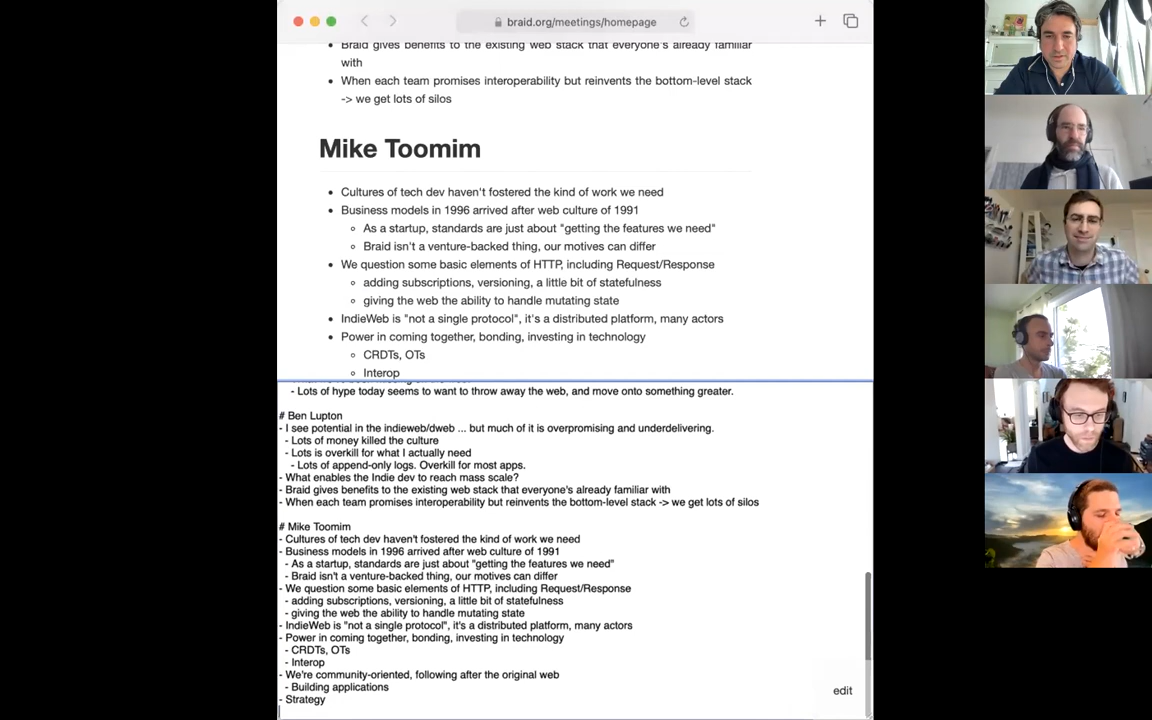 braid.org/meetings/homepage
Braid gives benefits to the existing web stack that everyone's already familiar
with
When each team promises interoperability but reinvents the bottom-level stack
-> we get lots of silos
Mike Toomim
Cultures of tech dev haven't fostered the kind of work we need
Business models in 1996 arrived after web culture of 1991
As a startup, standards are just about "getting the features we need"
Braid isn't a venture-backed thing, our motives can differ
We question some basic elements of HTTP, including Request/Response
adding subscriptions, versioning, a little bit of statefulness
giving the web the ability to handle mutating state
IndieWeb is "not a single protocol", it's a distributed platform, many actors
Power in coming together, bonding, investing in technology
CRDTs, OTs
Interop
- Lots of hype today seems to want to throw away the web, and move onto something greater.
# Ben Lupton
- I see potential in the indieweb/dweb ... but much of it is overpromising and underdelivering.
- Lots of money killed the culture
- Lots is overkill for what I actually need
- Lots of append-only logs. Overkill for most apps.
- What enables the Indie dev to reach mass scale?
- Braid gives benefits to the existing web stack that everyone's already familiar with
- When each team promises interoperability but reinvents the bottom-level stack -> we get lots of silos
# Mike Toomim
- Cultures of tech dev haven't fostered the kind of work we need
- Business models in 1996 arrived after web culture of 1991
- As a startup, standards are just about "getting the features we need"
- Braid isn't a venture-backed thing, our motives can differ
- We question some basic elements of HTTP, including Request/Response
- adding subscriptions, versioning, a little bit of statefulness
- giving the web the ability to handle mutating state
- IndieWeb is "not a single protocol", it's a distributed platform, many actors
- Power in coming together, bonding, investing in technology
- CRDTs, OTs
- Interop
- We're community-oriented, following after the original web
- Building applications
- Strategy
edit